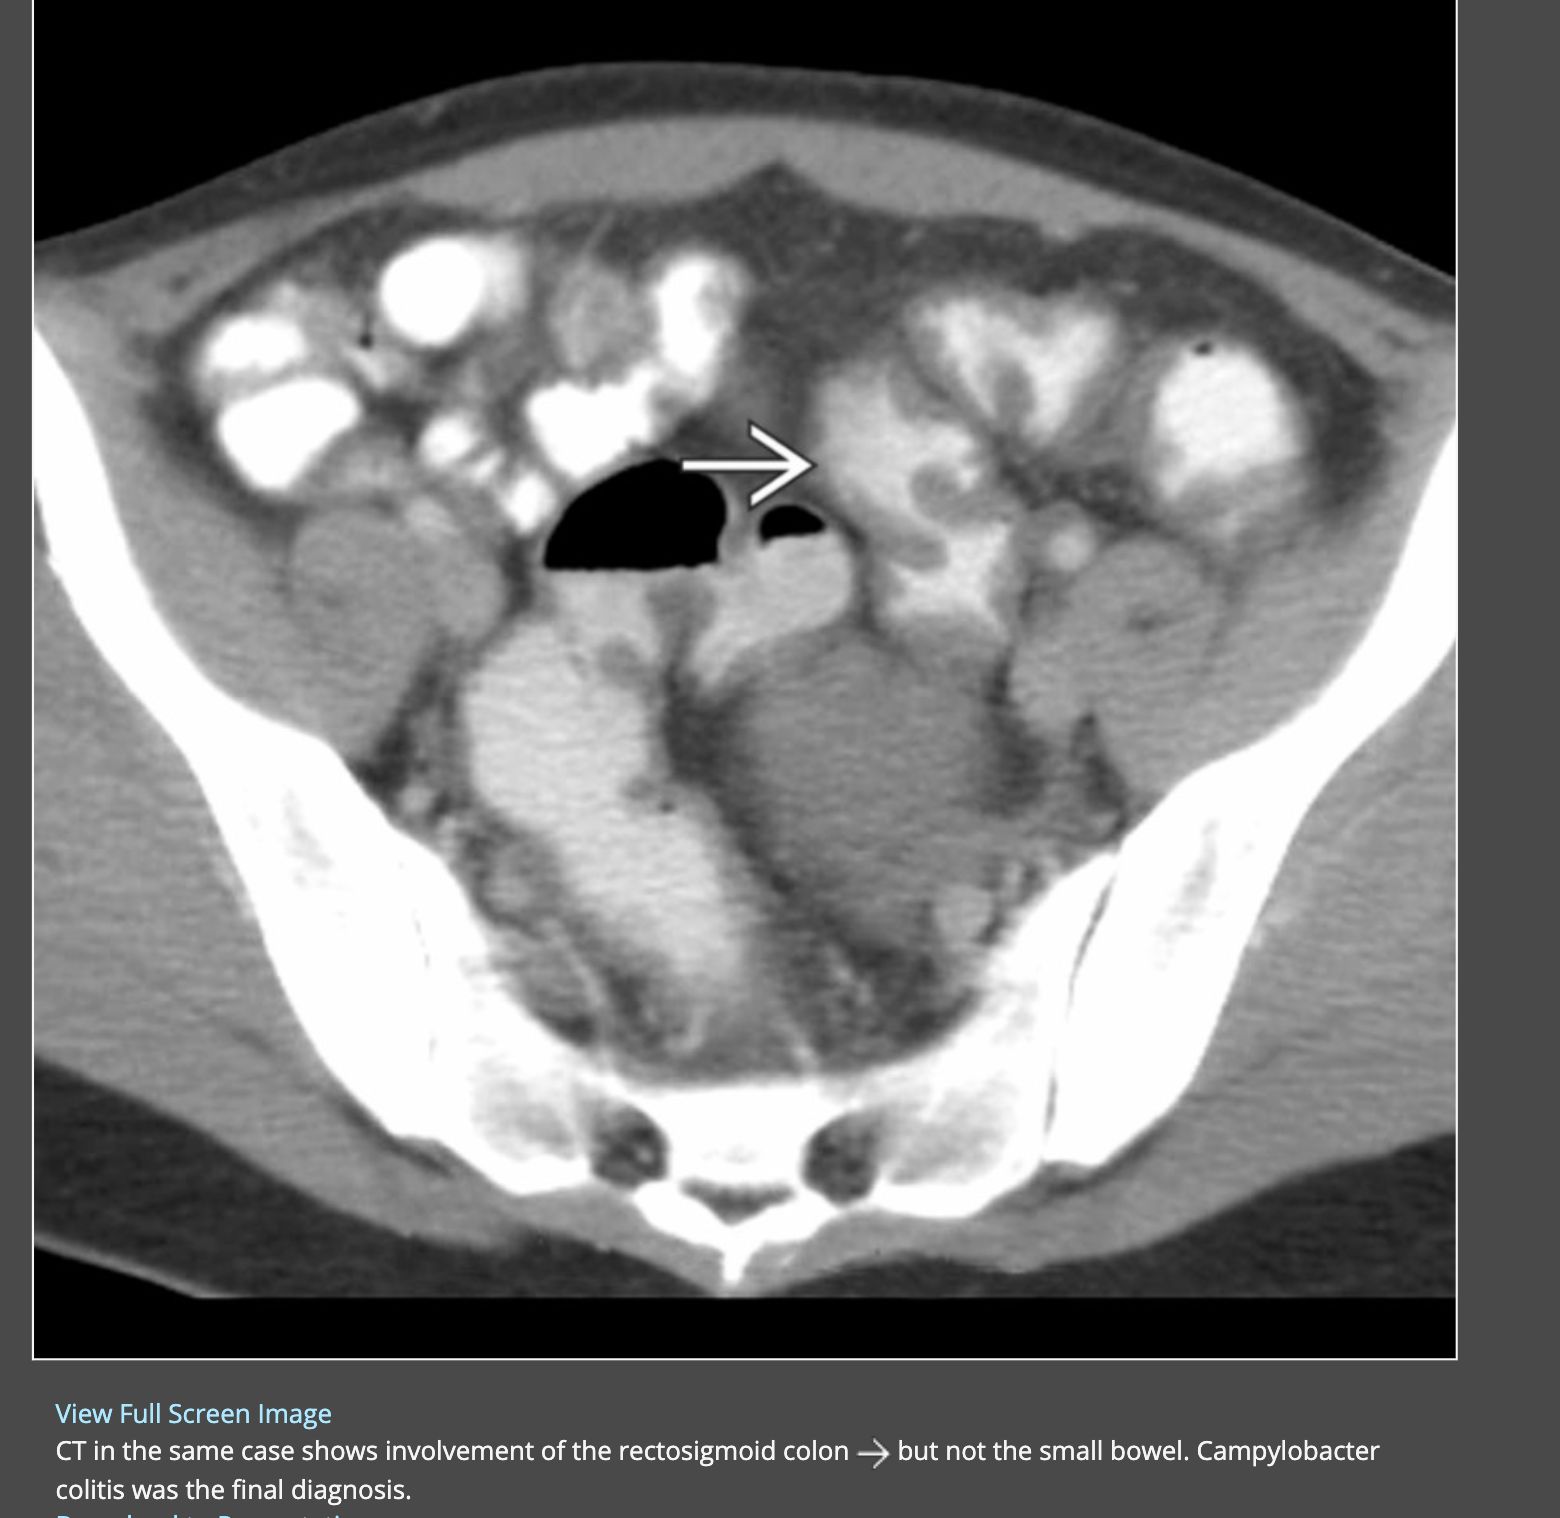 View Full Screen Image
CT in the same case shows involvement of the rectosigmoid colon → but not the small bowel. Campylobacter
colitis was the final diagnosis.